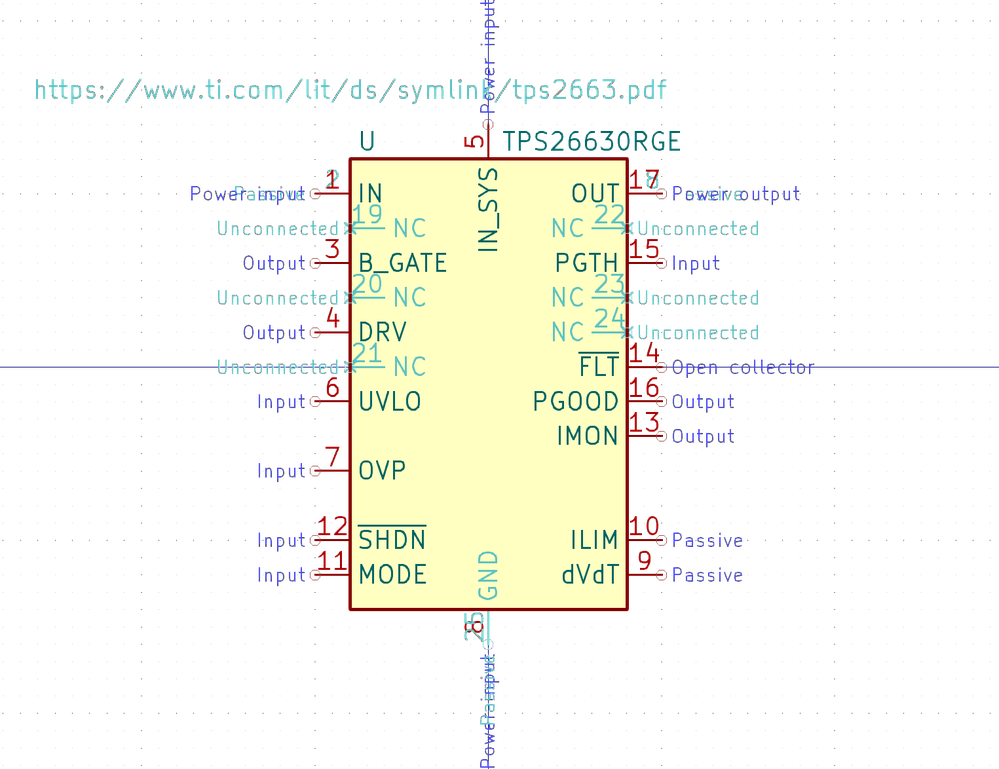 Power input
https://www.ti.com/lit/ds/symlink/tps2663.pdf
5
U
TPS26630RGE
Power input 1 IN
Passive 2
IN_SYS
OUT 17 Power output
Unconnected 19 NC
NC 22 Unconnected
Output 3 B_GATE
PGTH 15 Input
Unconnected 20 NC
NC 23 Unconnected
Output 4 DRV
NC 24 Unconnected
Unconnected 21 NC
FLT 14 Open collector
Input 6 UVLO
PGOOD 16 Output
IMON 13 Output
Input 7 OVP
Input 12 SHDN
ILIM 10 Passive
Input 11 MODE
dVdT 9 Passive
GND
8
Power input
Passive